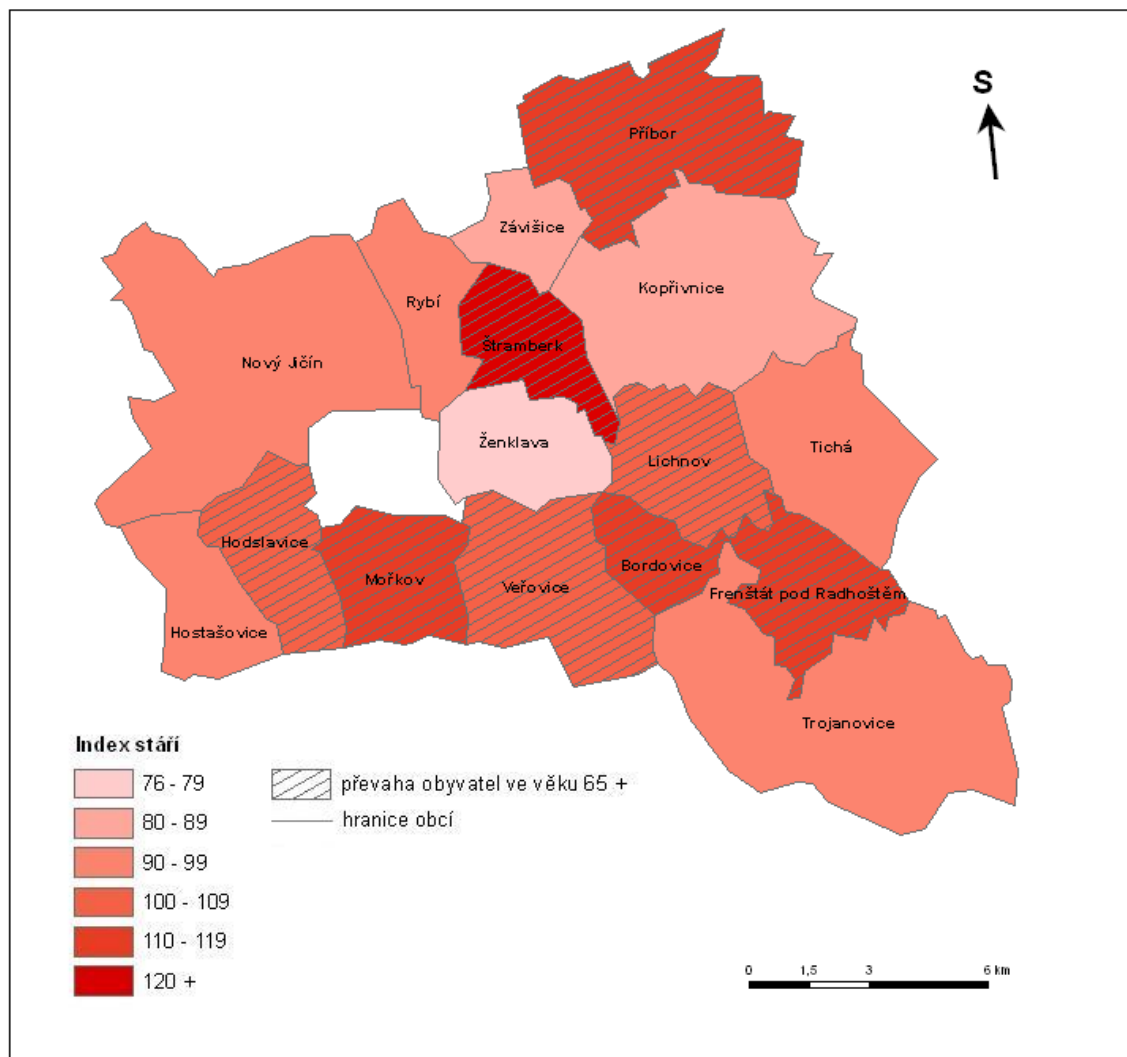 S
Příbor
Závišice
Kopřivnice
Rybí
Štramberk
Nový Jičín
Ženklava
Lichnov
Tichá
Hodslavice
Mořkov
Veřovice
Bordovice
Frenštát pod Radhoštěm
Hostašovice
Trojanovice
Index stáří
76 - 79
80 - 89
90 - 99
100 - 109
110 - 119
120 +
převaha obyvatel ve věku 65 +
hranice obcí
0 1,5 3 6 km